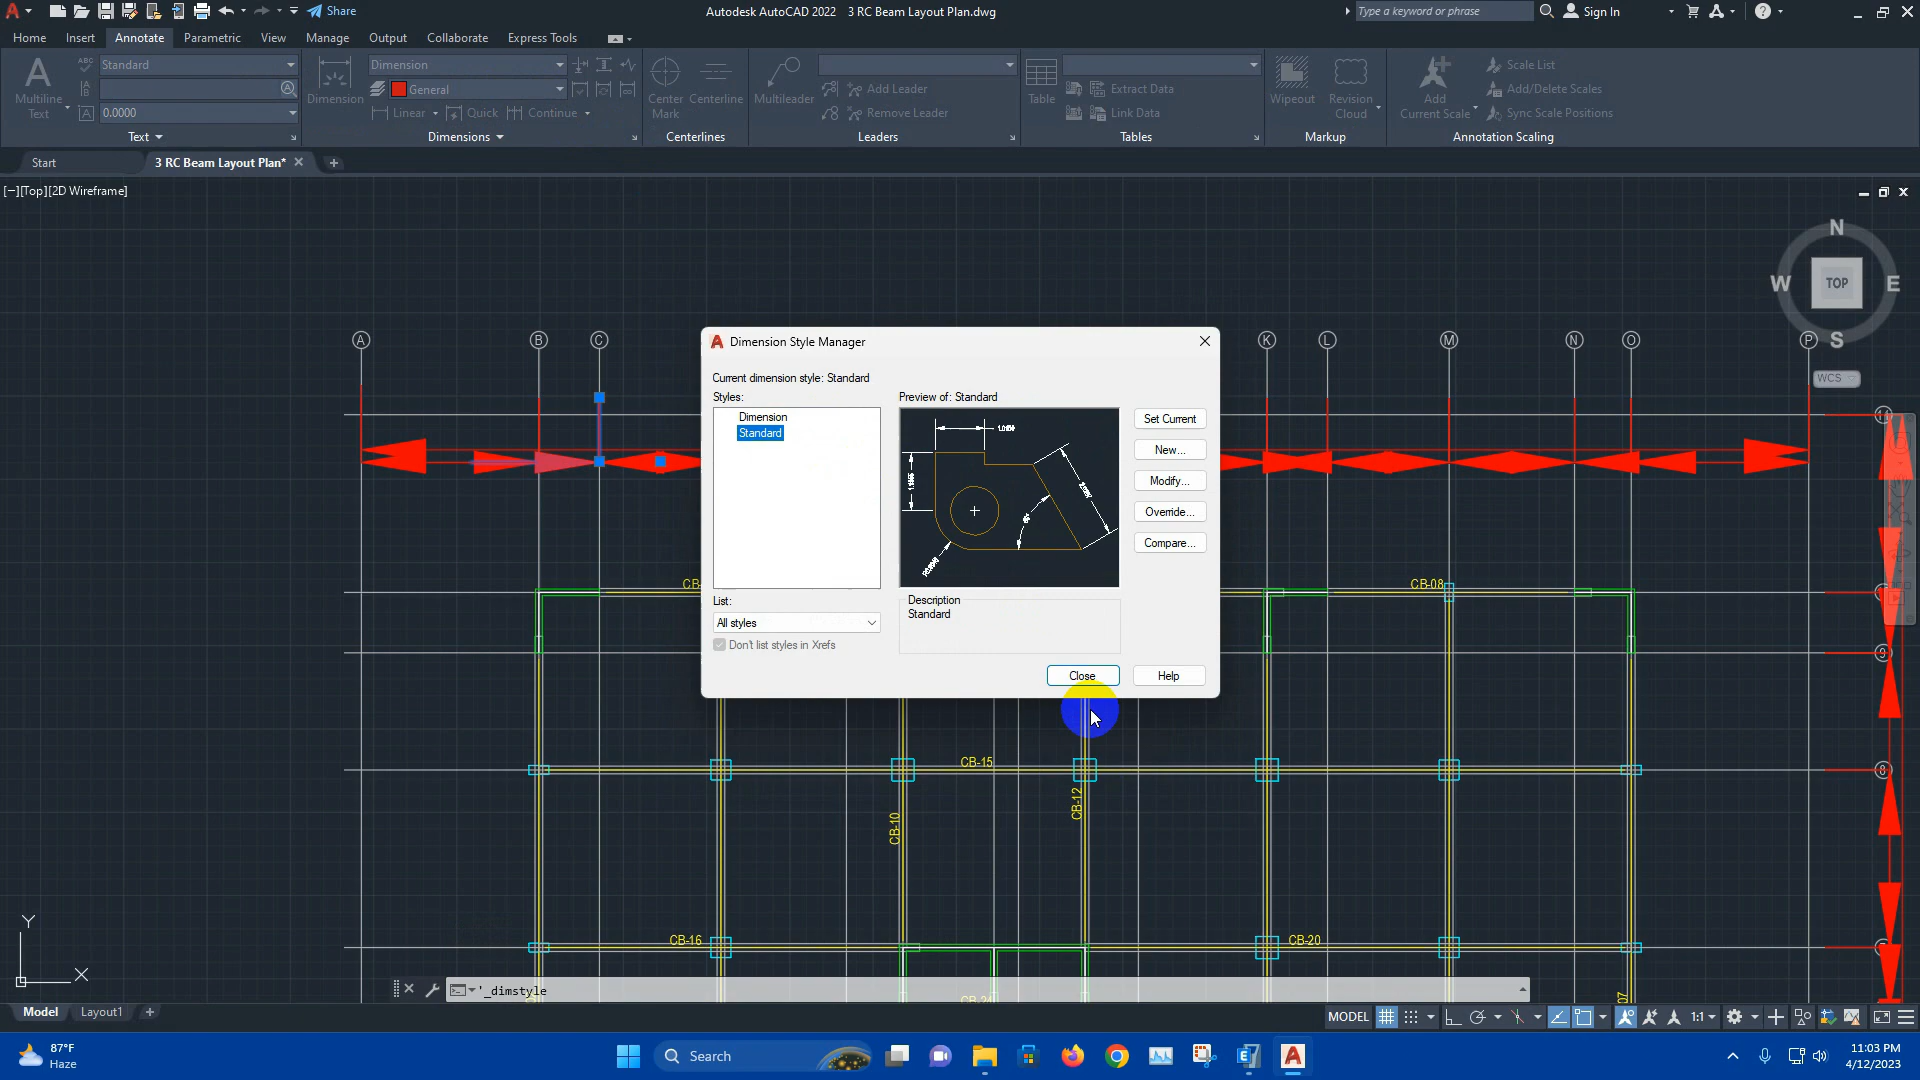 Share
Autodesk AutoCAD 2022 3 RC Beam Layout Plan.dwg
Type a keyword or phrase
Sign In
Home
Insert
Annotate
Parametric
View
Manage
Output
Collaborate
Express Tools
Multiline
Text
Standard
0.0000
Text
Dimension
Dimension
General
Linear
Quick
Continue
Dimensions
Center
Mark
Centerline
Centerlines
Multileader
Add Leader
Remove Leader
Leaders
Table
Extract Data
Link Data
Tables
Wipeout
Revision
Cloud
Markup
Add
Current Scale
Scale List
Add/Delete Scales
Sync Scale Positions
Annotation Scaling
Start
3 RC Beam Layout Plan*
[−][Top][2D Wireframe]
N
W
TOP
E
S
WCS
A
B
C
K
L
M
N
O
P
Dimension Style Manager
Current dimension style: Standard
Styles:
Dimension
Standard
Preview of: Standard
Set Current
New...
Modify...
Override...
Compare...
List:
All styles
Don't list styles in Xrefs
Description
Standard
Close
Help
CB-08
9
8
CB-15
CB-10
CB-12
CB-16
CB-20
Y
X
'_dimstyle
Model
Layout1
MODEL
1:1
87°F
Haze
Search
11:03 PM
4/12/2023